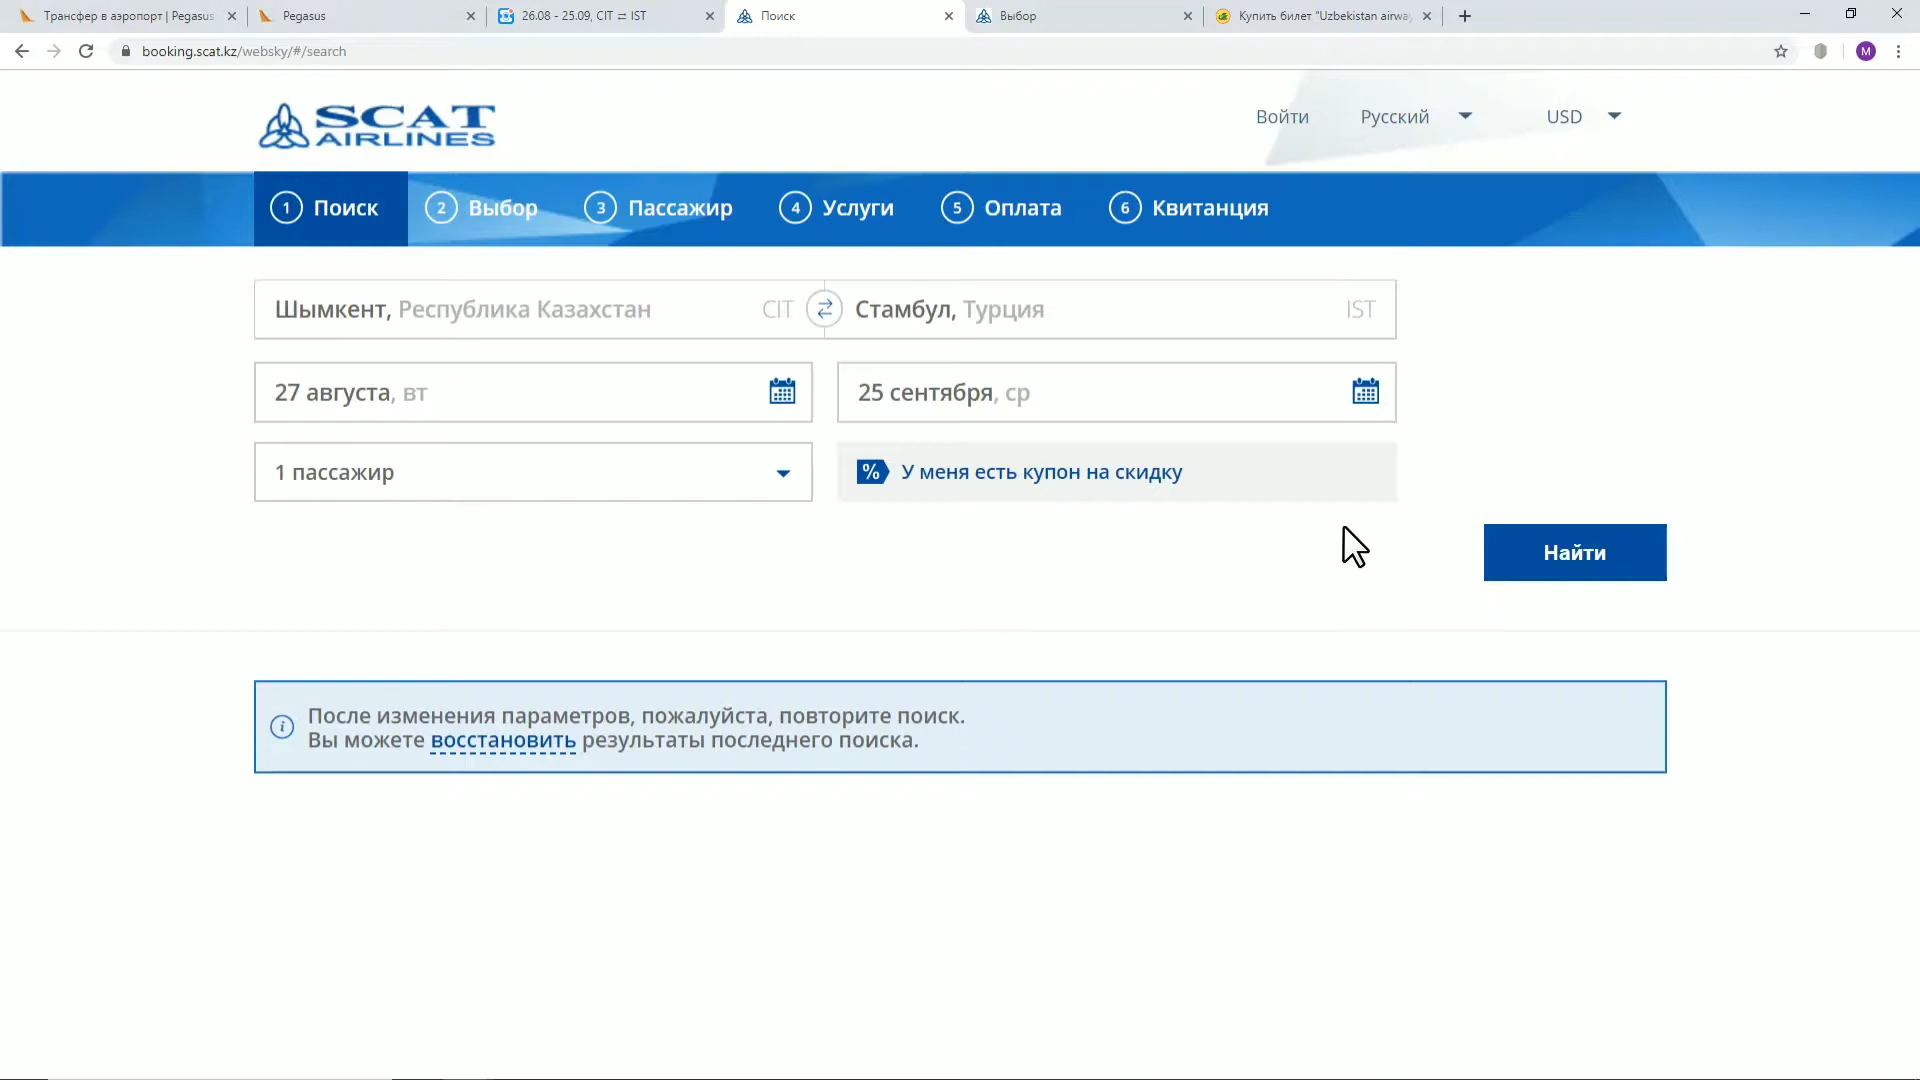 Трансфер в аэропорт | Pegasus
Pegasus
26.08 - 25.09, CIT ⇄ IST
Поиск
Выбор
Купить билет "Uzbekistan airway
booking.scat.kz/websky/#/search
M
SCAT
AIRLINES
Войти
Русский
USD
1 Поиск
2 Выбор
3 Пассажир
4 Услуги
5 Оплата
6 Квитанция
Шымкент, Республика Казахстан CIT
Стамбул, Турция IST
27 августа, вт
25 сентября, ср
1 пассажир
% У меня есть купон на скидку
Найти
После изменения параметров, пожалуйста, повторите поиск.
Вы можете восстановить результаты последнего поиска.